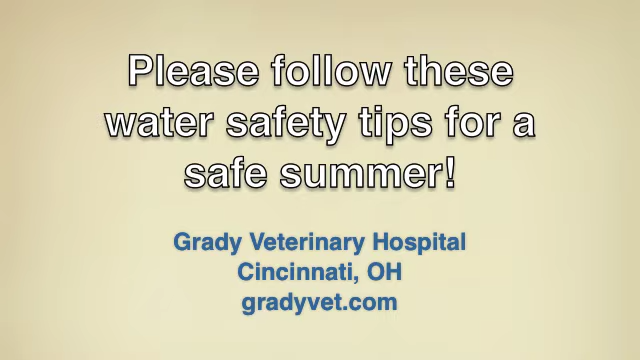 Please follow these
water safety tips for a
safe summer!
Grady Veterinary Hospital
Cincinnati, OH
gradyvet.com